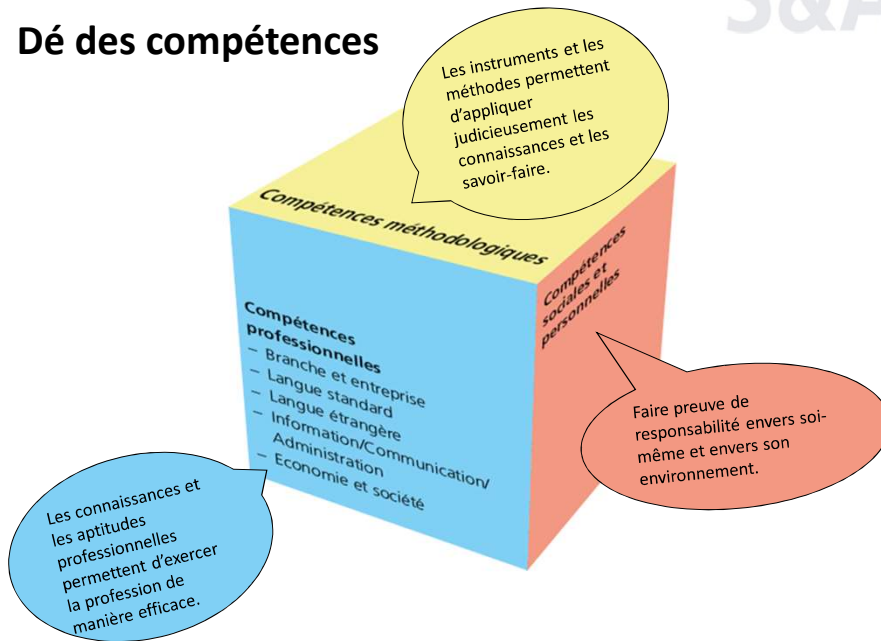 S&A
Dé des compétences
Les instruments et les
méthodes permettent
d'appliquer
judicieusement les
connaissances et les
savoir-faire.
Compétences méthodologiques
Compétences
sociales et
personnelles
Compétences
professionnelles
– Branche et entreprise
– Langue standard
– Langue étrangère
– Information/Communication/
Administration
– Economie et société
Faire preuve de
responsabilité envers soi-
même et envers son
environnement.
Les connaissances et
les aptitudes
professionnelles
permettent d'exercer
la profession de
manière efficace.